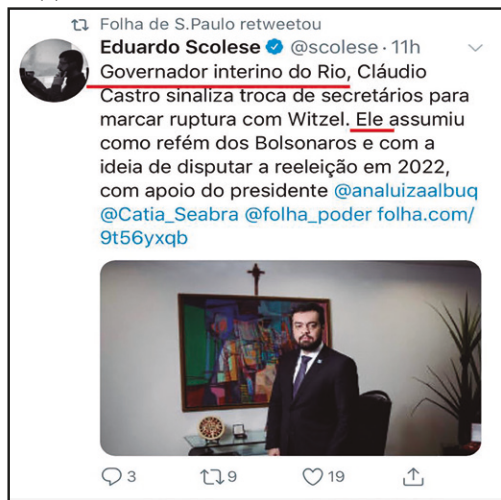 Folha de S.Paulo retweetou
Eduardo Scolese @scolese · 11h
Governador interino do Rio, Cláudio
Castro sinaliza troca de secretários para
marcar ruptura com Witzel. Ele assumiu
como refém dos Bolsonaros e com a
ideia de disputar a reeleição em 2022,
com apoio do presidente @analuizaalbuq
@Catia_Seabra @folha_poder folha.com/
9t56yxqb
3 9 19